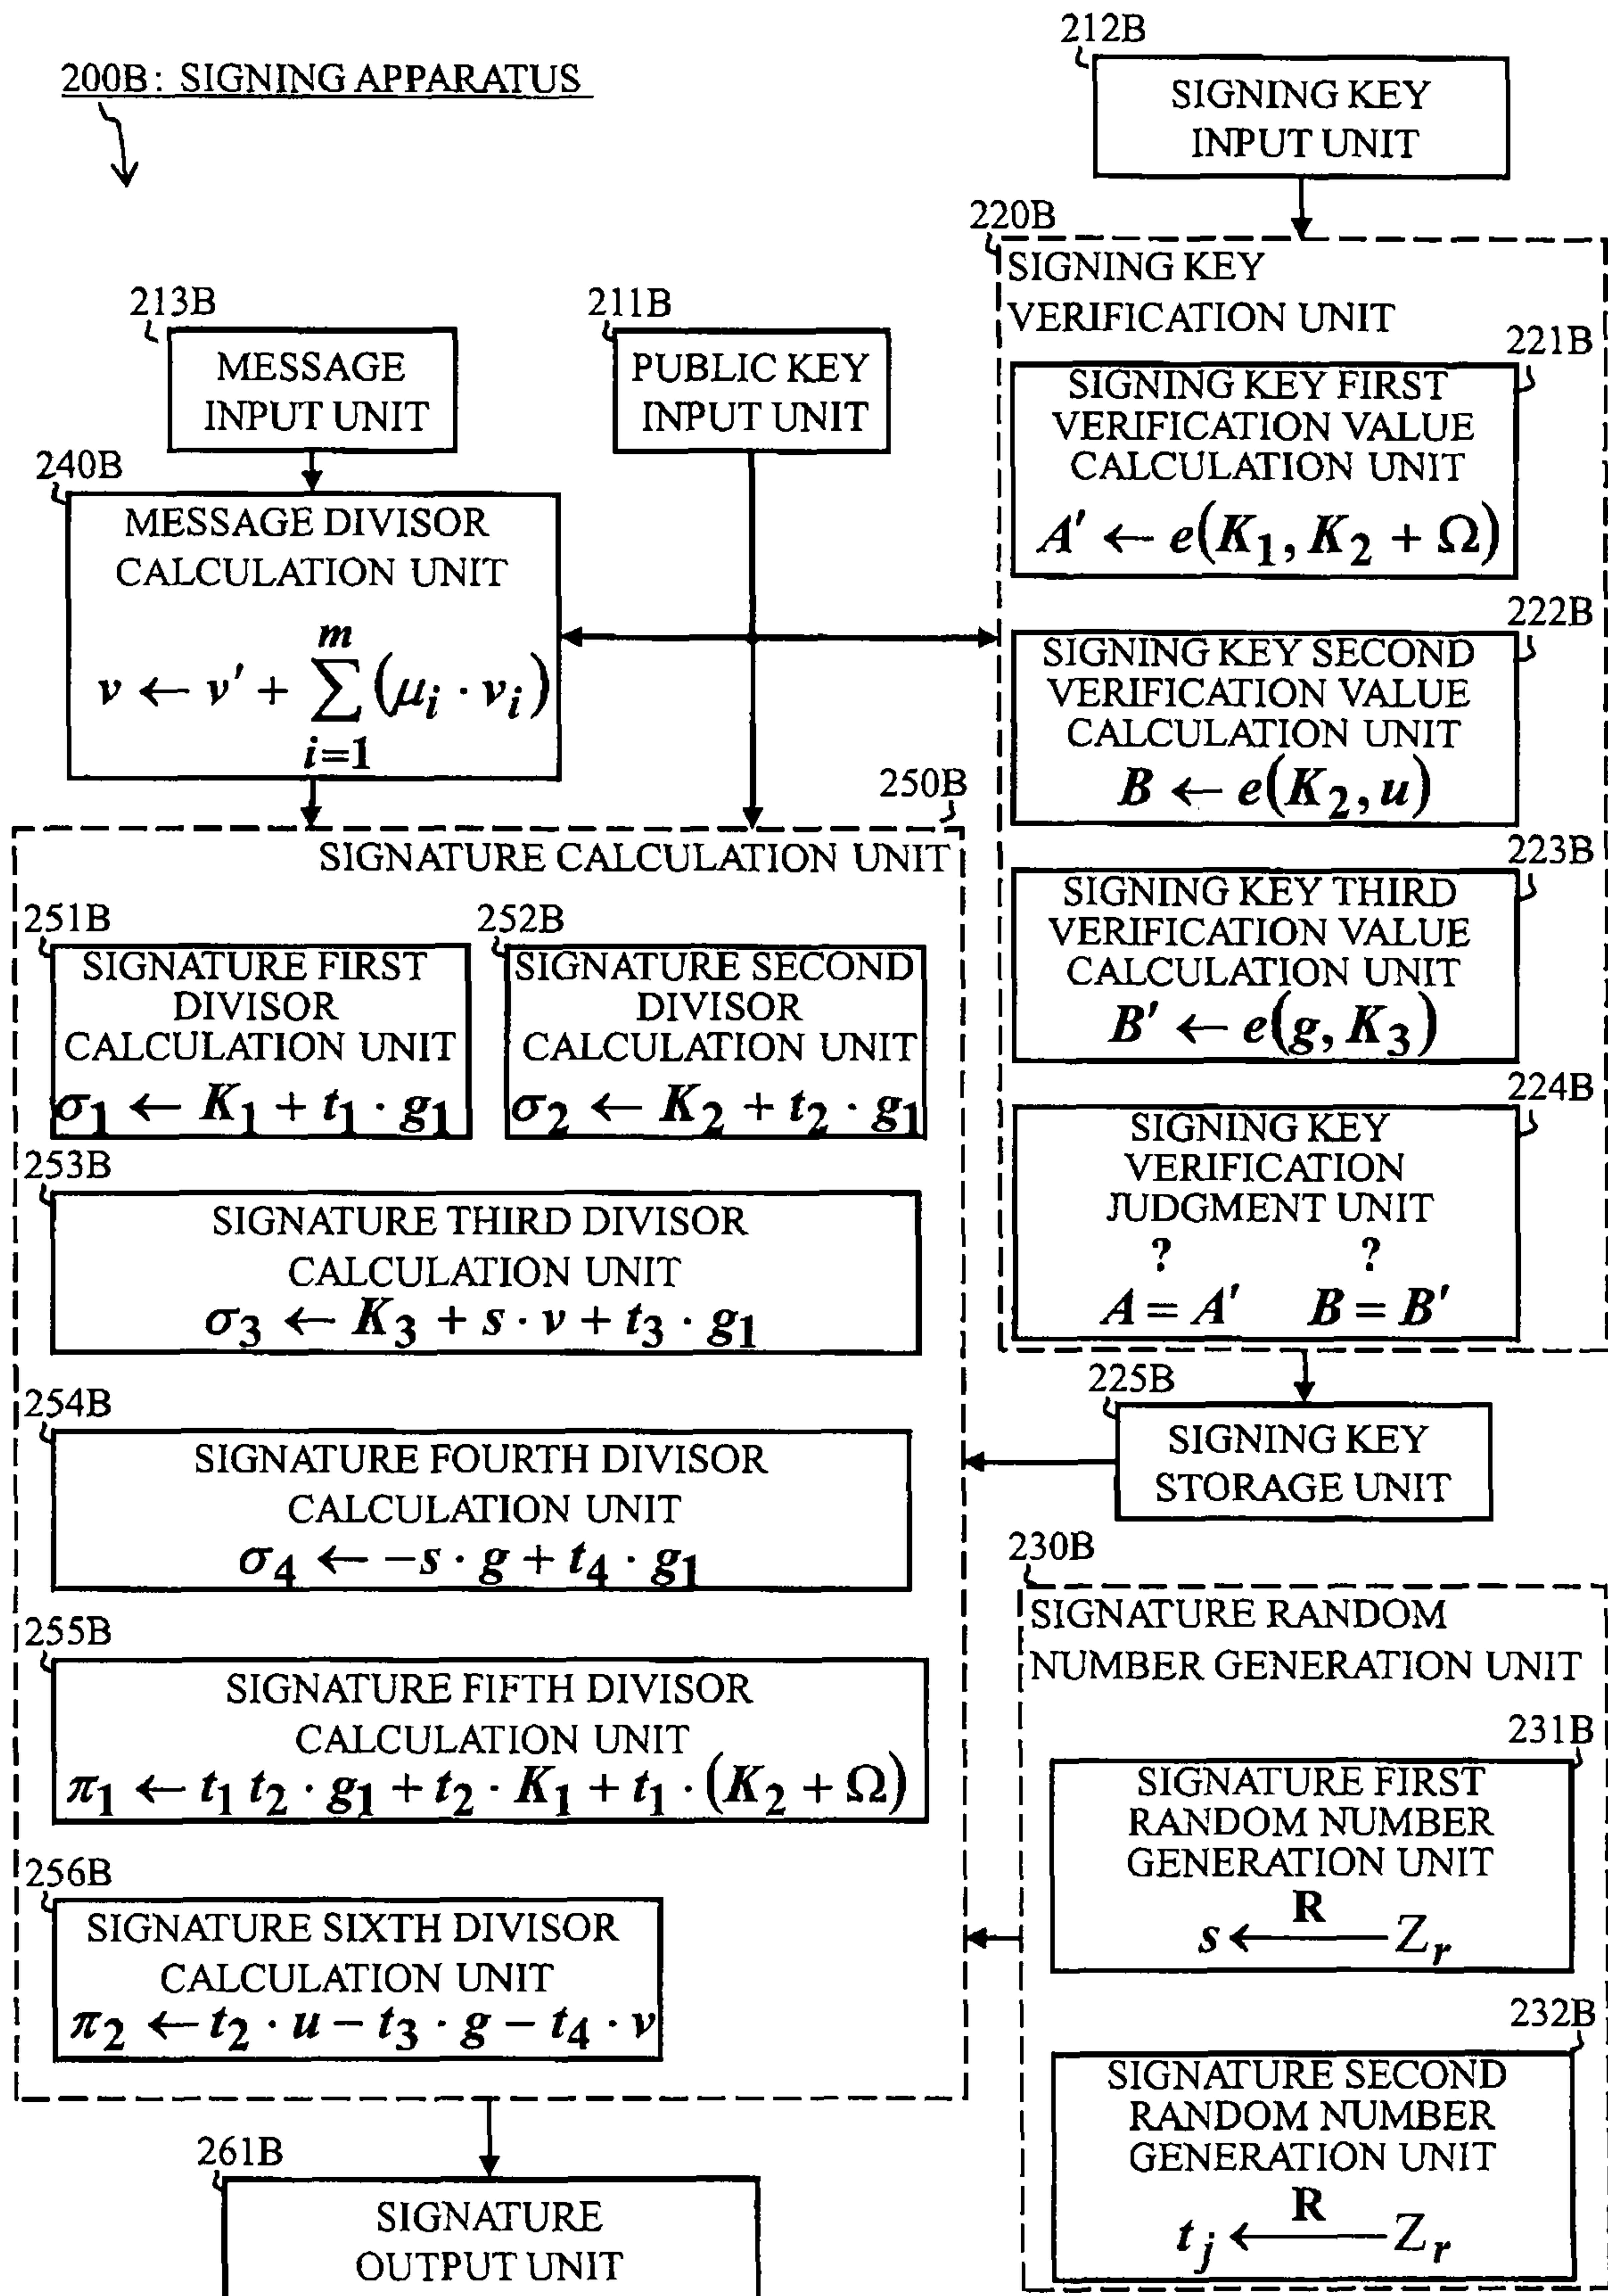 200B: SIGNING APPARATUS
212B
SIGNING KEY
INPUT UNIT
220B
SIGNING KEY
VERIFICATION UNIT
221B
SIGNING KEY FIRST
VERIFICATION VALUE
CALCULATION UNIT
A' ← e(K1, K2 + Ω)
222B
SIGNING KEY SECOND
VERIFICATION VALUE
CALCULATION UNIT
B ← e(K2, u)
223B
SIGNING KEY THIRD
VERIFICATION VALUE
CALCULATION UNIT
B' ← e(g, K3)
224B
SIGNING KEY
VERIFICATION
JUDGMENT UNIT
? ?
A = A' B = B'
225B
SIGNING KEY
STORAGE UNIT
213B
MESSAGE
INPUT UNIT
211B
PUBLIC KEY
INPUT UNIT
240B
MESSAGE DIVISOR
CALCULATION UNIT
m
ν ← ν' + ∑ (μi · νi)
i=1
250B
SIGNATURE CALCULATION UNIT
251B
SIGNATURE FIRST
DIVISOR
CALCULATION UNIT
σ1 ← K1 + t1 · g1
252B
SIGNATURE SECOND
DIVISOR
CALCULATION UNIT
σ2 ← K2 + t2 · g1
253B
SIGNATURE THIRD DIVISOR
CALCULATION UNIT
σ3 ← K3 + s · ν + t3 · g1
254B
SIGNATURE FOURTH DIVISOR
CALCULATION UNIT
σ4 ← −s · g + t4 · g1
255B
SIGNATURE FIFTH DIVISOR
CALCULATION UNIT
π1 ← t1 t2 · g1 + t2 · K1 + t1 · (K2 + Ω)
256B
SIGNATURE SIXTH DIVISOR
CALCULATION UNIT
π2 ← t2 · u − t3 · g − t4 · ν
230B
SIGNATURE RANDOM
NUMBER GENERATION UNIT
231B
SIGNATURE FIRST
RANDOM NUMBER
GENERATION UNIT
R
s ← Zr
232B
SIGNATURE SECOND
RANDOM NUMBER
GENERATION UNIT
R
tj ← Zr
261B
SIGNATURE
OUTPUT UNIT